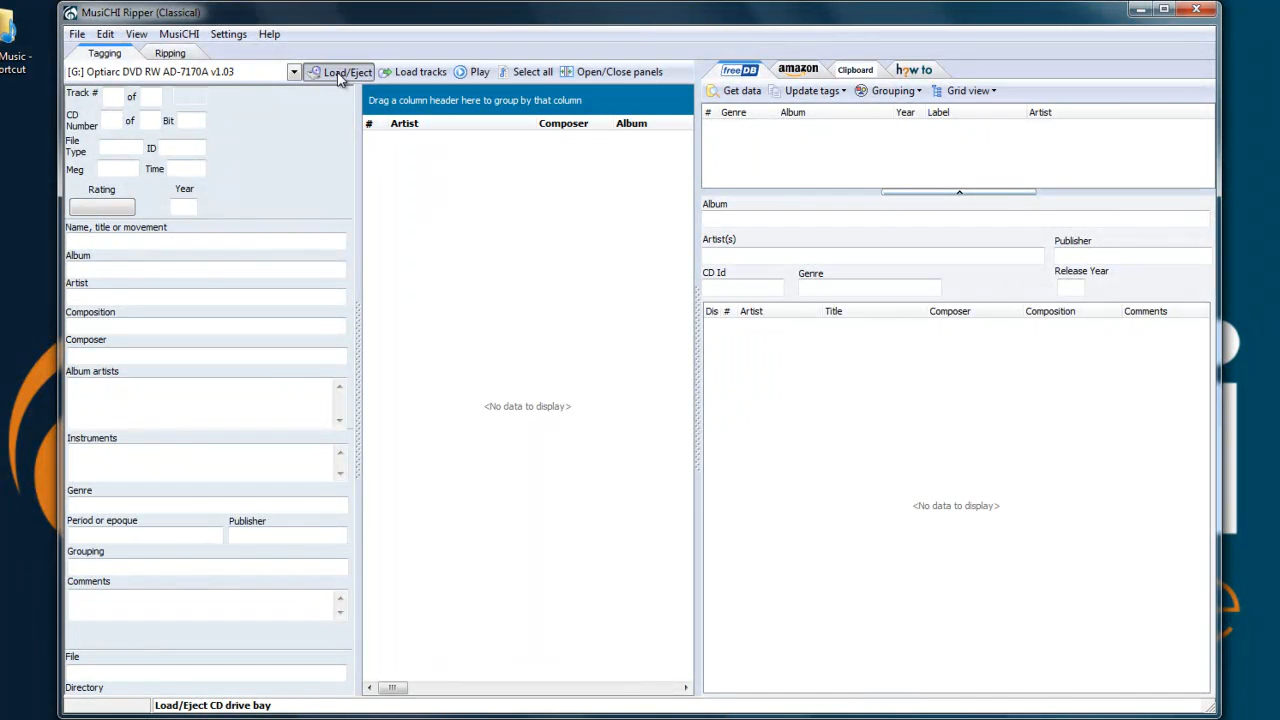 MusiCHI Ripper (Classical)
File Edit View MusiCHI Settings Help
Tagging Ripping
[G:] Optiarc DVD RW AD-7170A v1.03 Load/Eject Load tracks Play Select all Open/Close panels
freeDB amazon Clipboard how to
Get data Update tags Grouping Grid view
Music -
ortcut
Track # of
CD Number of Bit
File Type ID
Meg Time
Rating Year
Name, title or movement
Album
Artist
Composition
Composer
Album artists
Instruments
Genre
Period or epoque Publisher
Grouping
Comments
File
Directory
Drag a column header here to group by that column
# Artist Composer Album
<No data to display>
# Genre Album Year Label Artist
Album
Artist(s) Publisher
CD Id Genre Release Year
Dis # Artist Title Composer Composition Comments
<No data to display>
Load/Eject CD drive bay